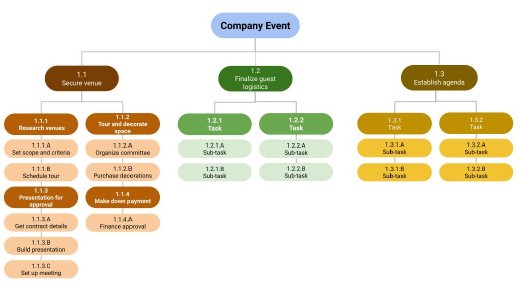 Company Event
1.1
Secure venue
1.2
Finalize guest
logistics
1.3
Establish agenda
1.1.1
Research venues
1.1.2
Tour and decorate
space
1.2.1
Task
1.2.2
Task
1.3.1
Task
1.3.2
Task
1.1.1.A
Set scope and criteria
1.1.2.A
Organize committee
1.2.1.A
Sub-task
1.2.2.A
Sub-task
1.3.1.A
Sub-task
1.3.2.A
Sub-task
1.1.1.B
Schedule tour
1.1.2.B
Purchase decorations
1.2.1.B
Sub-task
1.2.2.B
Sub-task
1.3.1.B
Sub-task
1.3.2.B
Sub-task
1.1.3
Presentation for
approval
1.1.4
Make down payment
1.1.3.A
Get contract details
1.1.4.A
Finance approval
1.1.3.B
Build presentation
1.1.3.C
Set up meeting